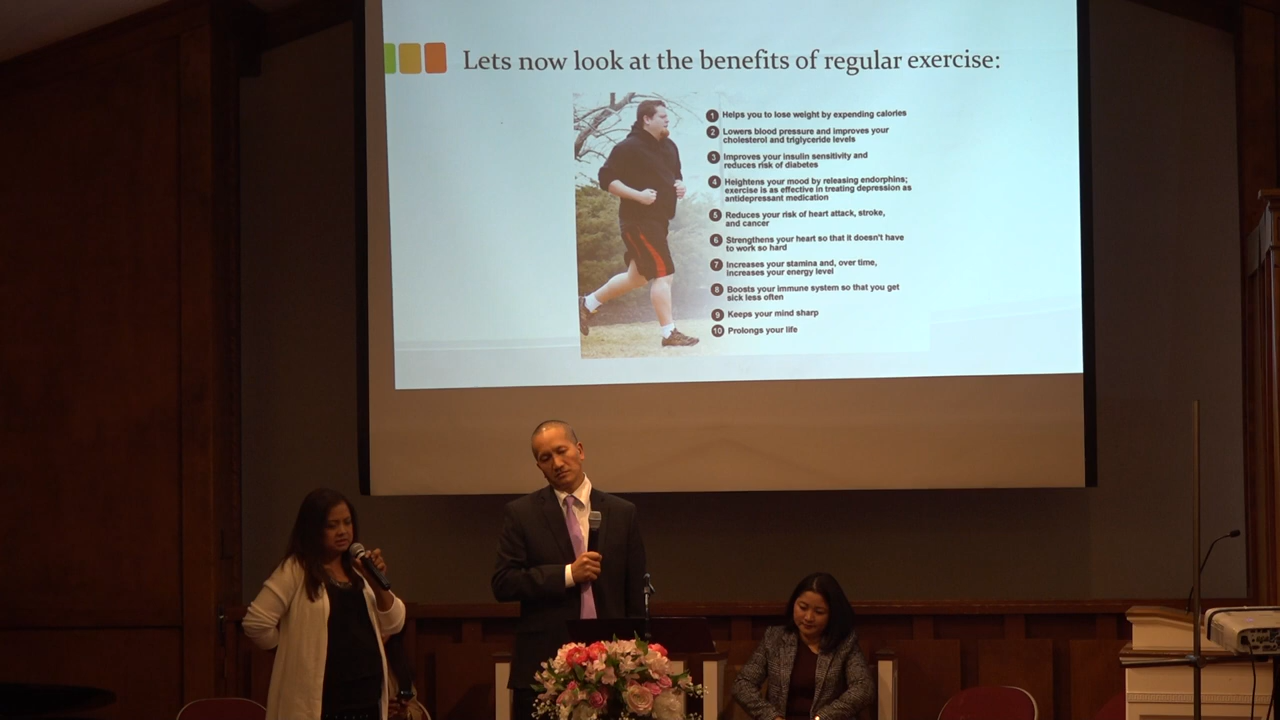 Lets now look at the benefits of regular exercise:
1 Helps you to lose weight by expending calories
2 Lowers blood pressure and improves your
cholesterol and triglyceride levels
3 Improves your insulin sensitivity and
reduces risk of diabetes
4 Heightens your mood by releasing endorphins;
exercise is as effective in treating depression as
antidepressant medication
5 Reduces your risk of heart attack, stroke,
and cancer
6 Strengthens your heart so that it doesn't have
to work so hard
7 Increases your stamina and, over time,
increases your energy level
8 Boosts your immune system so that you get
sick less often
9 Keeps your mind sharp
10 Prolongs your life